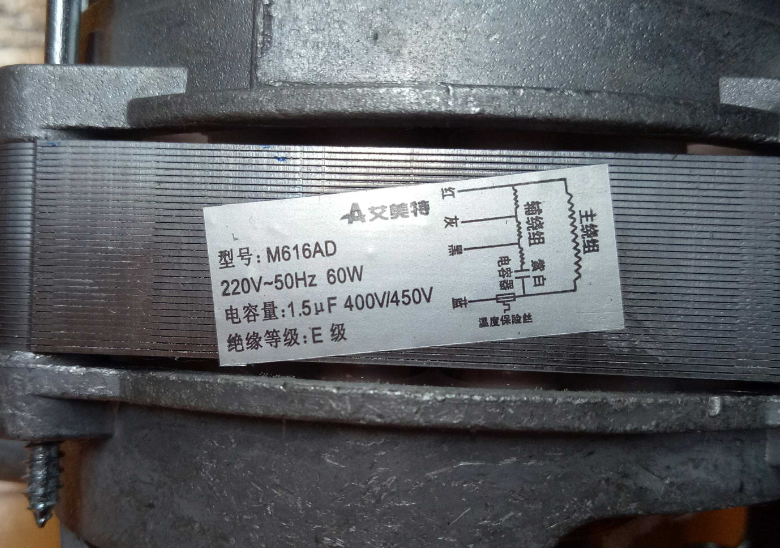 艾美特
型号: M616AD
220V~50Hz 60W
电容量:1.5μF 400V/450V
绝缘等级:E 级
红
灰
黑
蓝
主绕组
辅绕组
黄白
电容器
温度保险丝